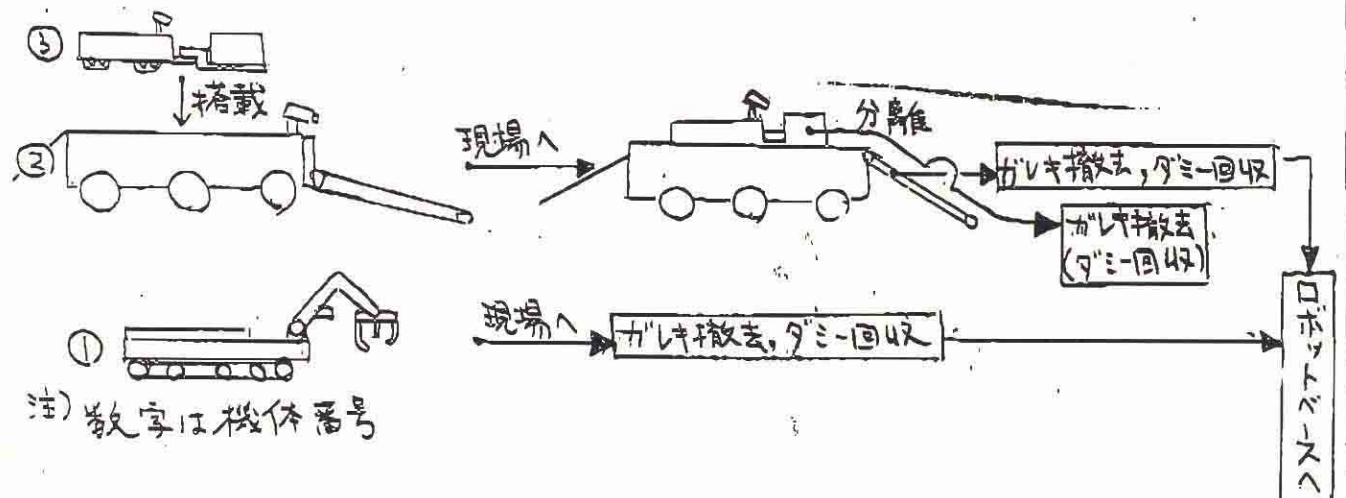 ③
↓搭載
②
現場へ
分離
ガレキ撤去,ダミー回収
ガレキ撤去
(ダミー回収)
①
現場へ
ガレキ撤去,ダミー回収
ロボットベースへ
注)数字は機体番号